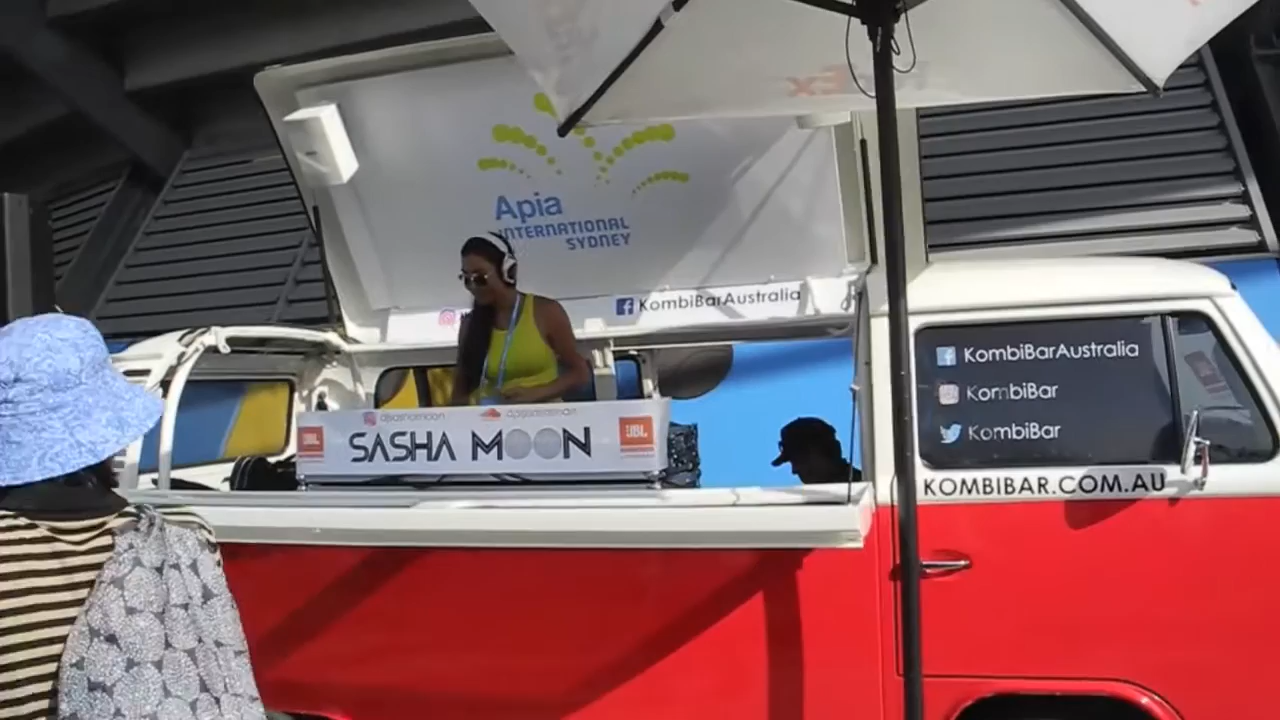 Apia
INTERNATIONAL
SYDNEY
KombiBarAustralia
KombiBarAustralia
KombiBar
KombiBar
KOMBIBAR.COM.AU
JBL
SASHA MOON
JBL